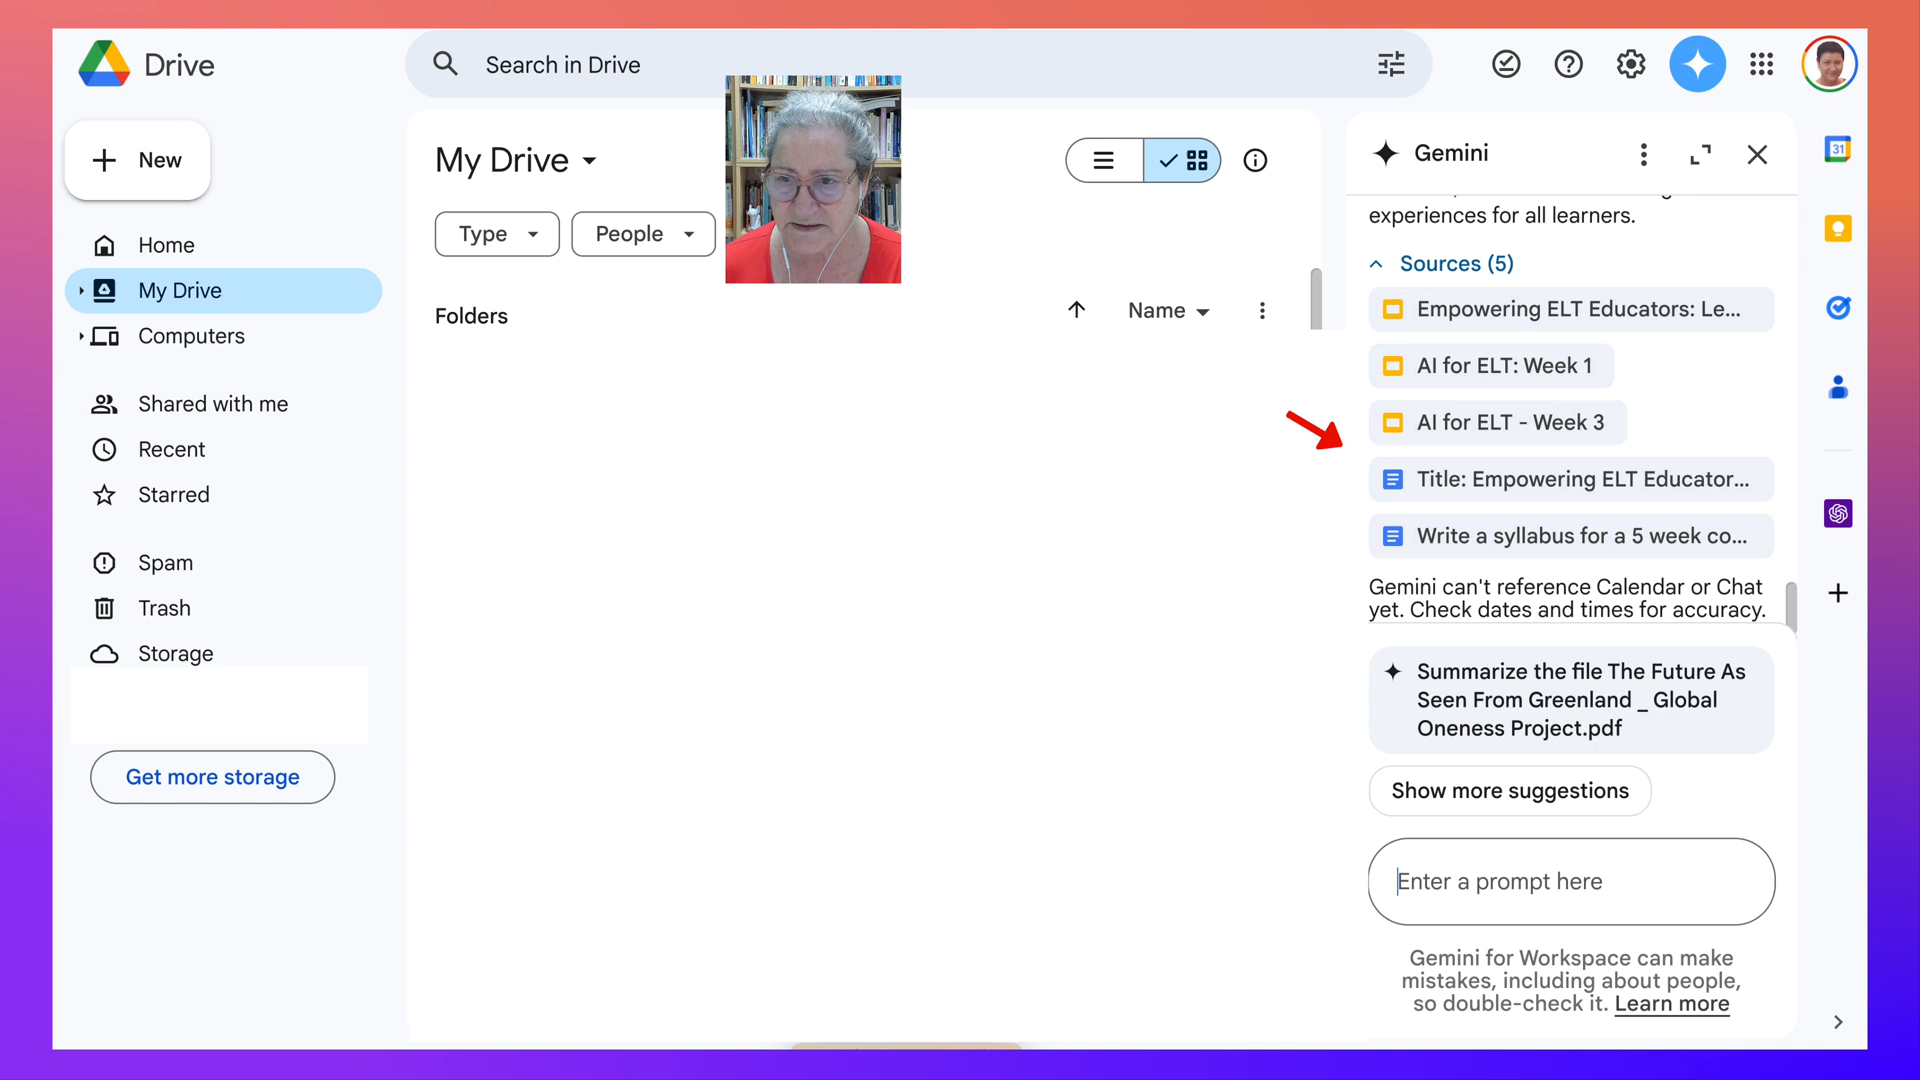 Drive
Search in Drive
New
Home
My Drive
Computers
Shared with me
Recent
Starred
Spam
Trash
Storage
Get more storage
My Drive
Type
People
Folders
Name
Gemini
experiences for all learners.
Sources (5)
Empowering ELT Educators: Le...
AI for ELT: Week 1
AI for ELT - Week 3
Title: Empowering ELT Educator...
Write a syllabus for a 5 week co...
Gemini can't reference Calendar or Chat
yet. Check dates and times for accuracy.
Summarize the file The Future As
Seen From Greenland _ Global
Oneness Project.pdf
Show more suggestions
Enter a prompt here
Gemini for Workspace can make
mistakes, including about people,
so double-check it. Learn more
31